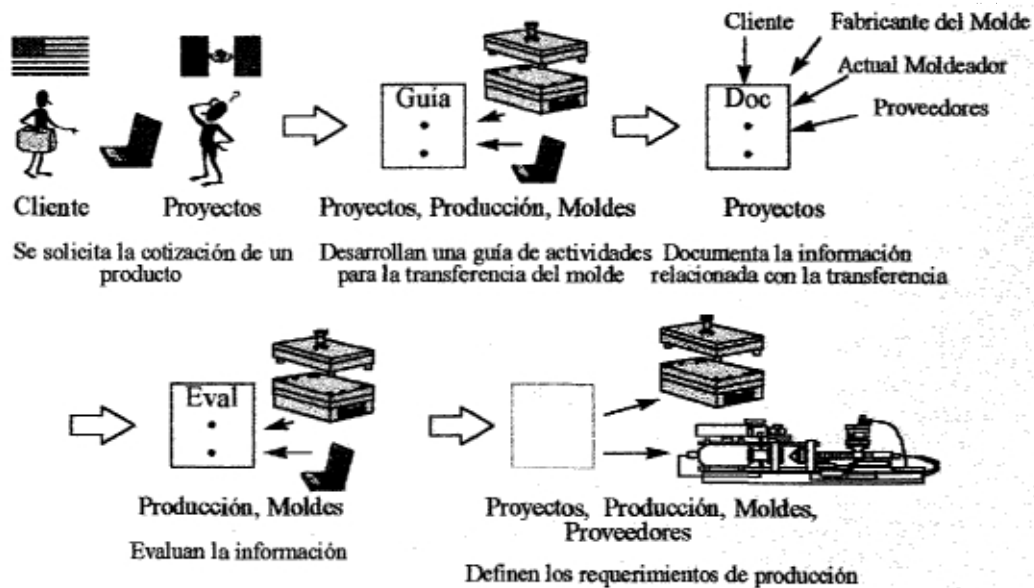 Cliente
Fabricante del Molde
Actual Moldeador
Guía
Doc
Proveedores
Cliente
Proyectos
Proyectos, Producción, Moldes
Proyectos
Se solicita la cotización de un
producto
Desarrollan una guía de actividades
para la transferencia del molde
Documenta la información
relacionada con la transferencia
Eval
Producción, Moldes
Evaluan la información
Proyectos, Producción, Moldes,
Proveedores
Definen los requerimientos de producción